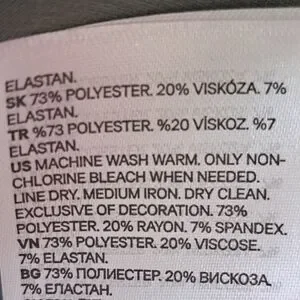 ELASTAN.
SK 73% POLYESTER. 20% VISKÓZA. 7%
ELASTAN.
TR %73 POLYESTER. %20 VİSKOZ. %7
ELASTAN.
US MACHINE WASH WARM. ONLY NON-
CHLORINE BLEACH WHEN NEEDED.
LINE DRY. MEDIUM IRON. DRY CLEAN.
EXCLUSIVE OF DECORATION. 73%
POLYESTER. 20% RAYON. 7% SPANDEX.
VN 73% POLYESTER. 20% VISCOSE.
7% ELASTAN.
BG 73% ПОЛИЕСТЕР. 20% ВИСКОЗА.
7% ЕЛАСТАН.